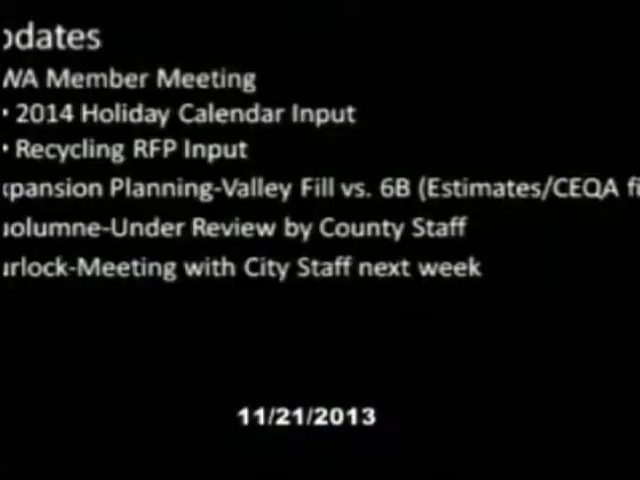 pdates
WA Member Meeting
• 2014 Holiday Calendar Input
• Recycling RFP Input
xpansion Planning-Valley Fill vs. 6B (Estimates/CEQA fi
uolumne-Under Review by County Staff
urlock-Meeting with City Staff next week
11/21/2013